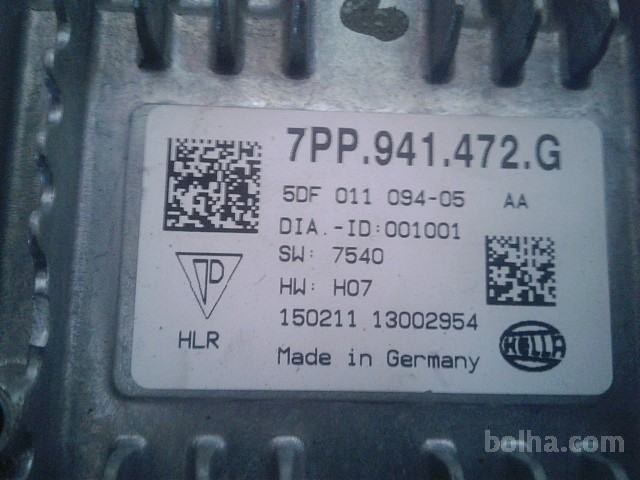 7PP.941.472.G
5DF 011 094-05 AA
DIA.-ID:001001
SW: 7540
HW: H07
150211 13002954
HLR
Made in Germany
HELLA
bolha.com